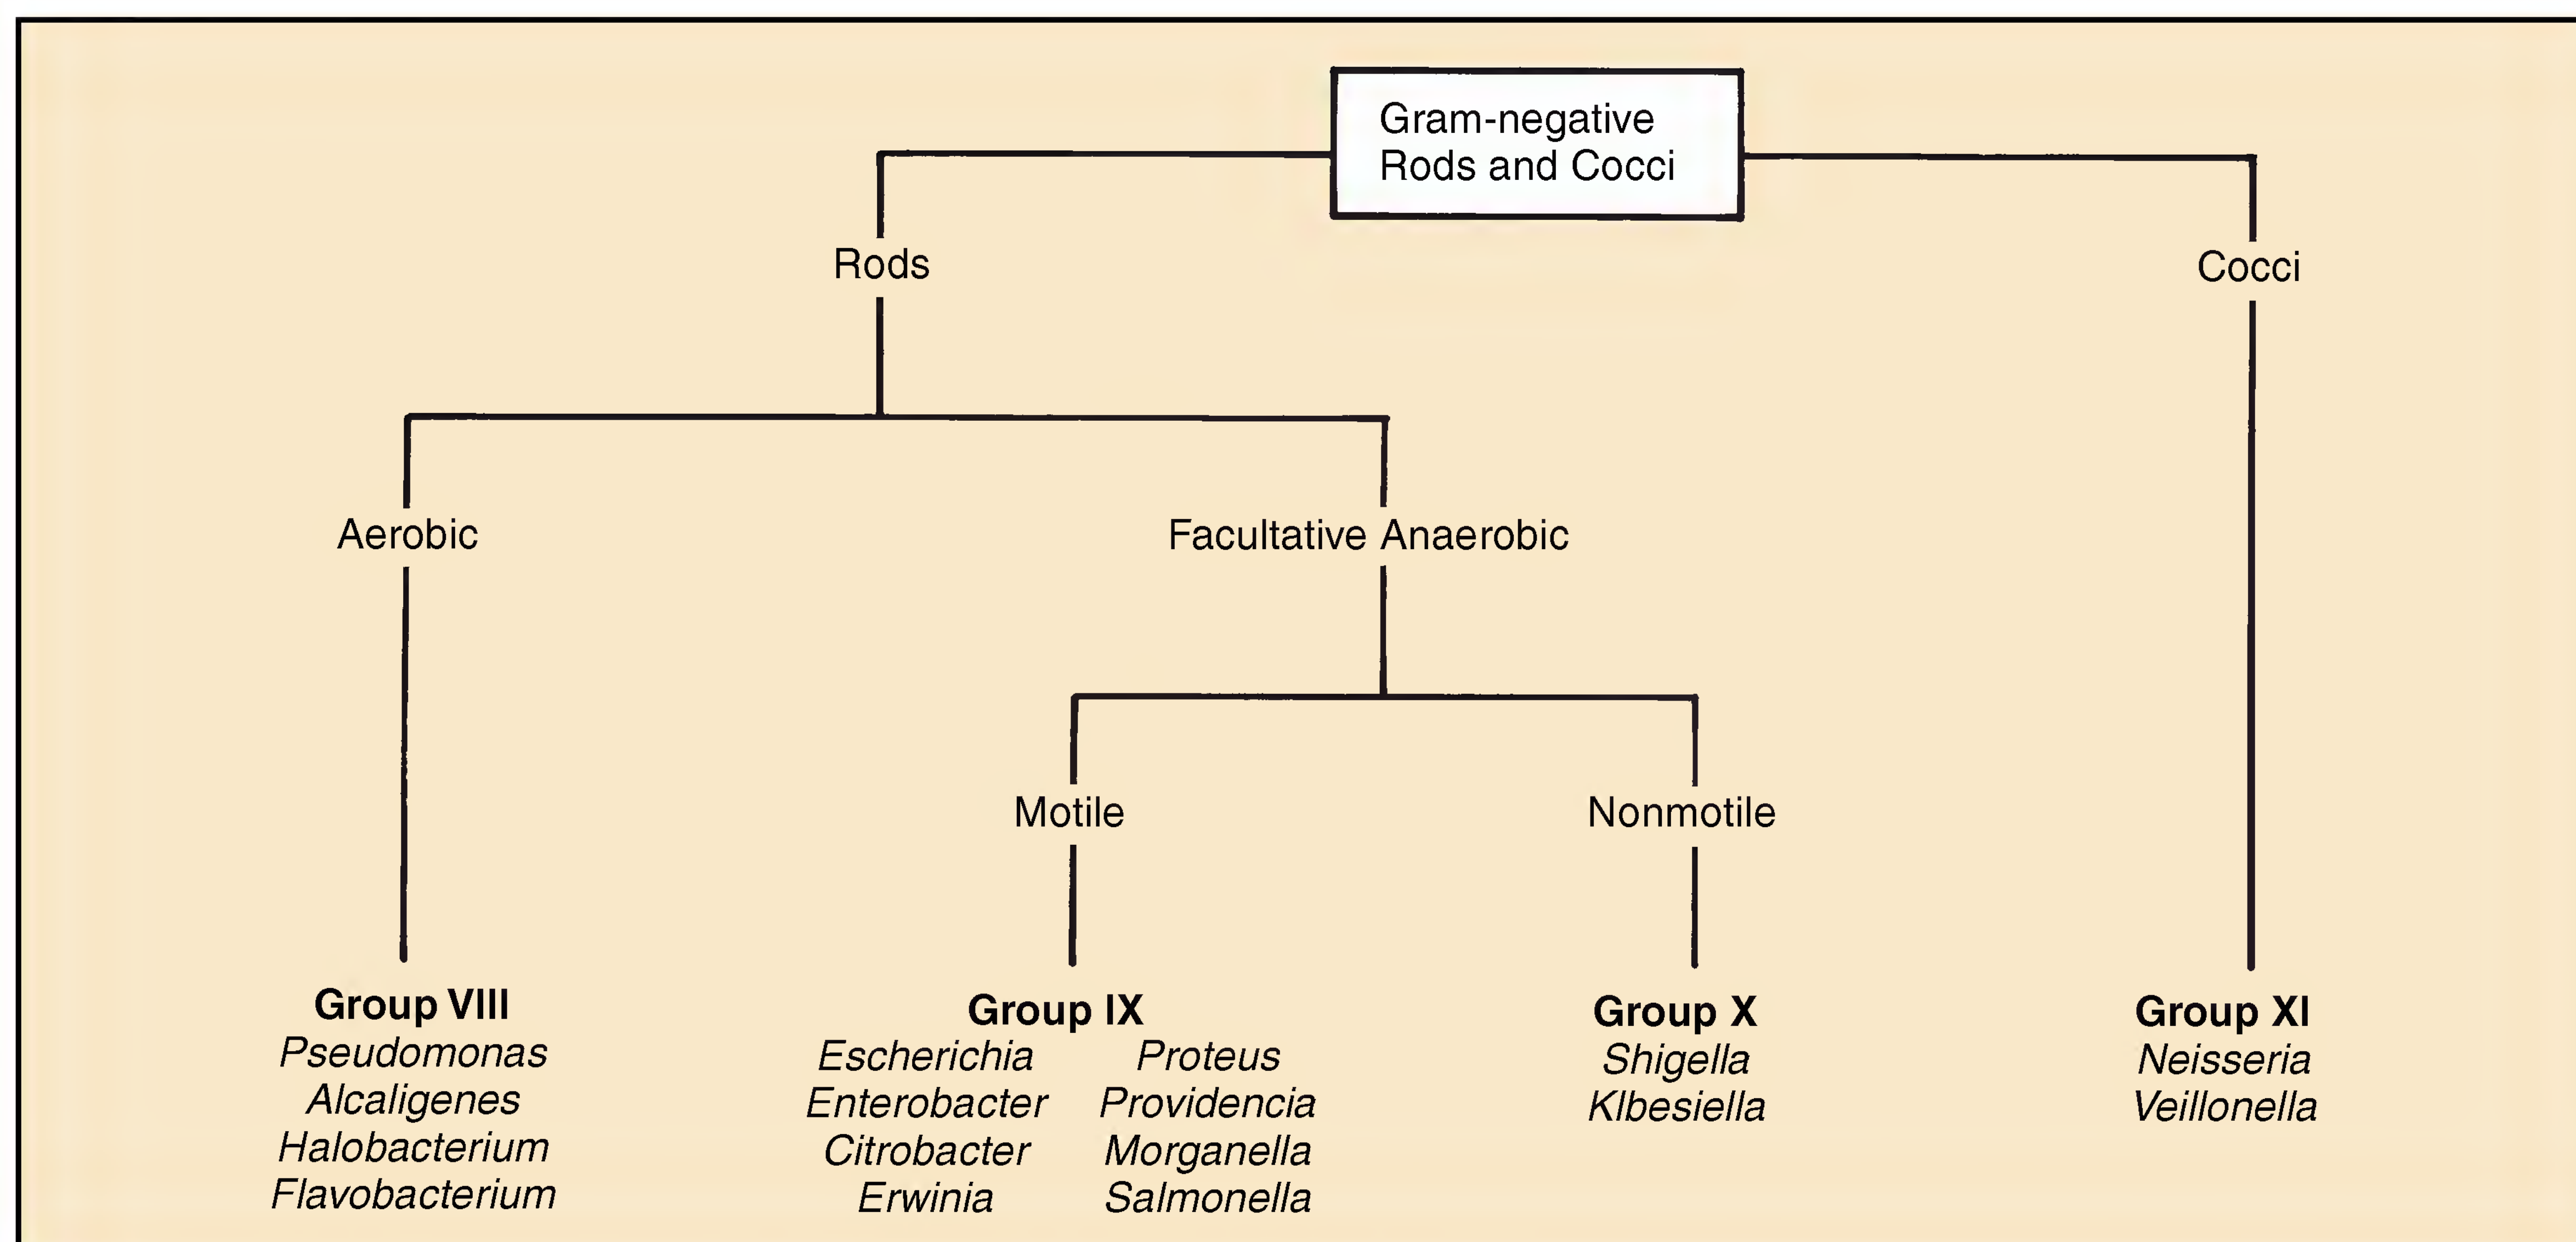 Gram-negative
Rods and Cocci
Rods
Cocci
Aerobic
Facultative Anaerobic
Motile
Nonmotile
Group VIII
Pseudomonas
Alcaligenes
Halobacterium
Flavobacterium
Group IX
Escherichia Proteus
Enterobacter Providencia
Citrobacter Morganella
Erwinia Salmonella
Group X
Shigella
Klbesiella
Group XI
Neisseria
Veillonella